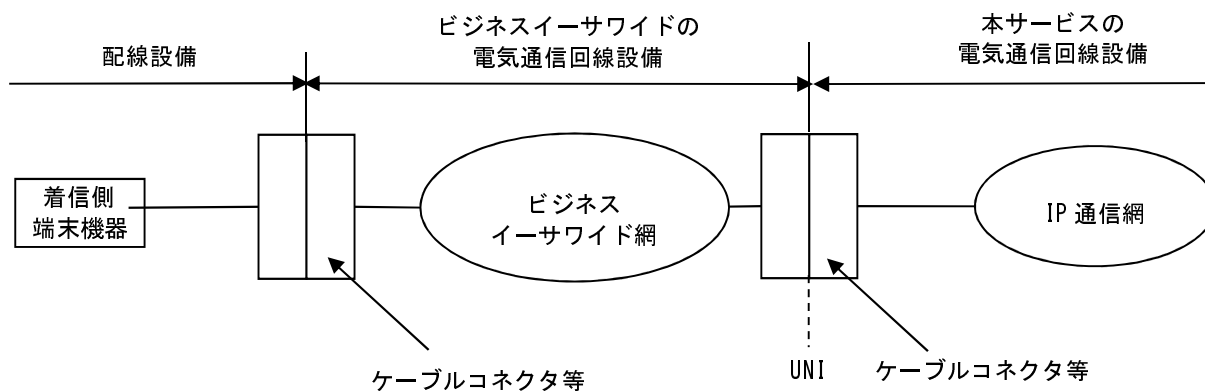 配線設備
ビジネスイーサワイドの
電気通信回線設備
本サービスの
電気通信回線設備
着信側
端末機器
ビジネス
イーサワイド網
IP 通信網
ケーブルコネクタ等
UNI
ケーブルコネクタ等